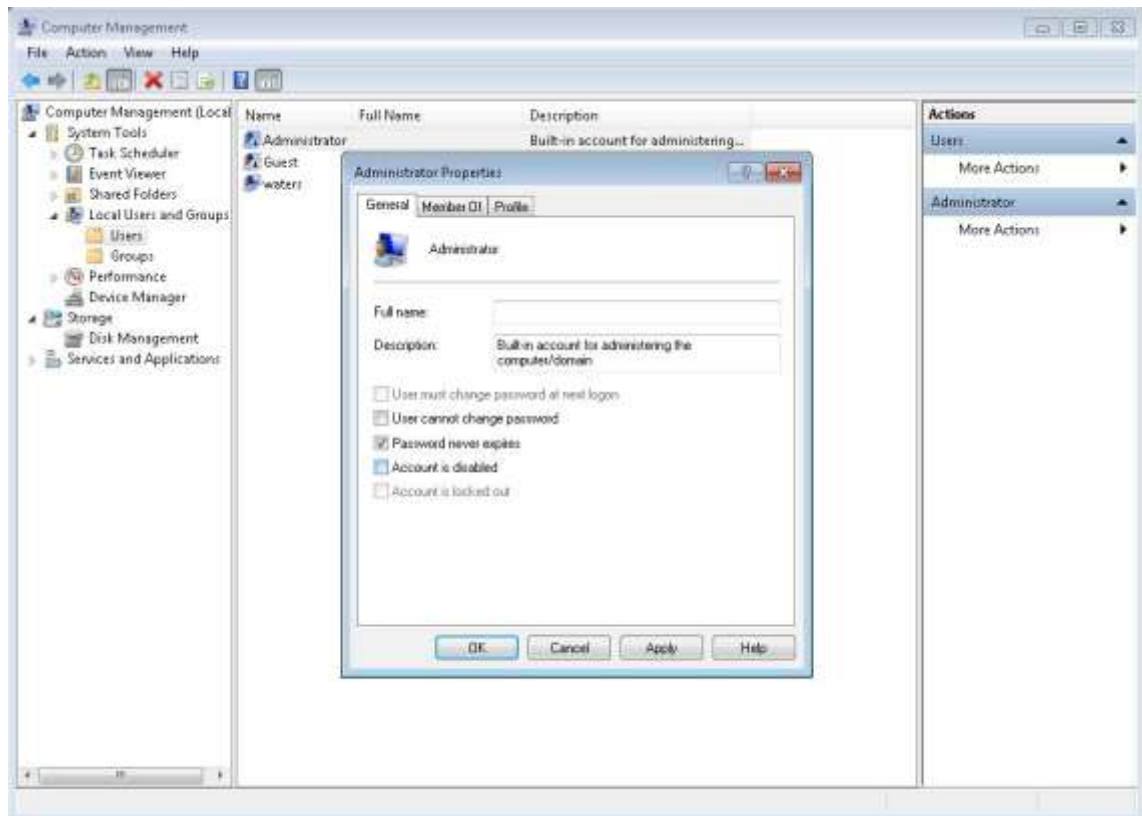 Computer Management
File Action View Help
Computer Management (Local
System Tools
Task Scheduler
Event Viewer
Shared Folders
Local Users and Groups
Users
Groups
Performance
Device Manager
Storage
Disk Management
Services and Applications
Name Full Name Description
Administrator Built-in account for administering...
Guest
waters
Administrator Properties
General Member Of Profile
Administrator
Full name:
Description: Built-in account for administering the
computer/domain
User must change password at next logon
User cannot change password
Password never expires
Account is disabled
Account is locked out
OK Cancel Apply Help
Actions
Users
More Actions
Administrator
More Actions